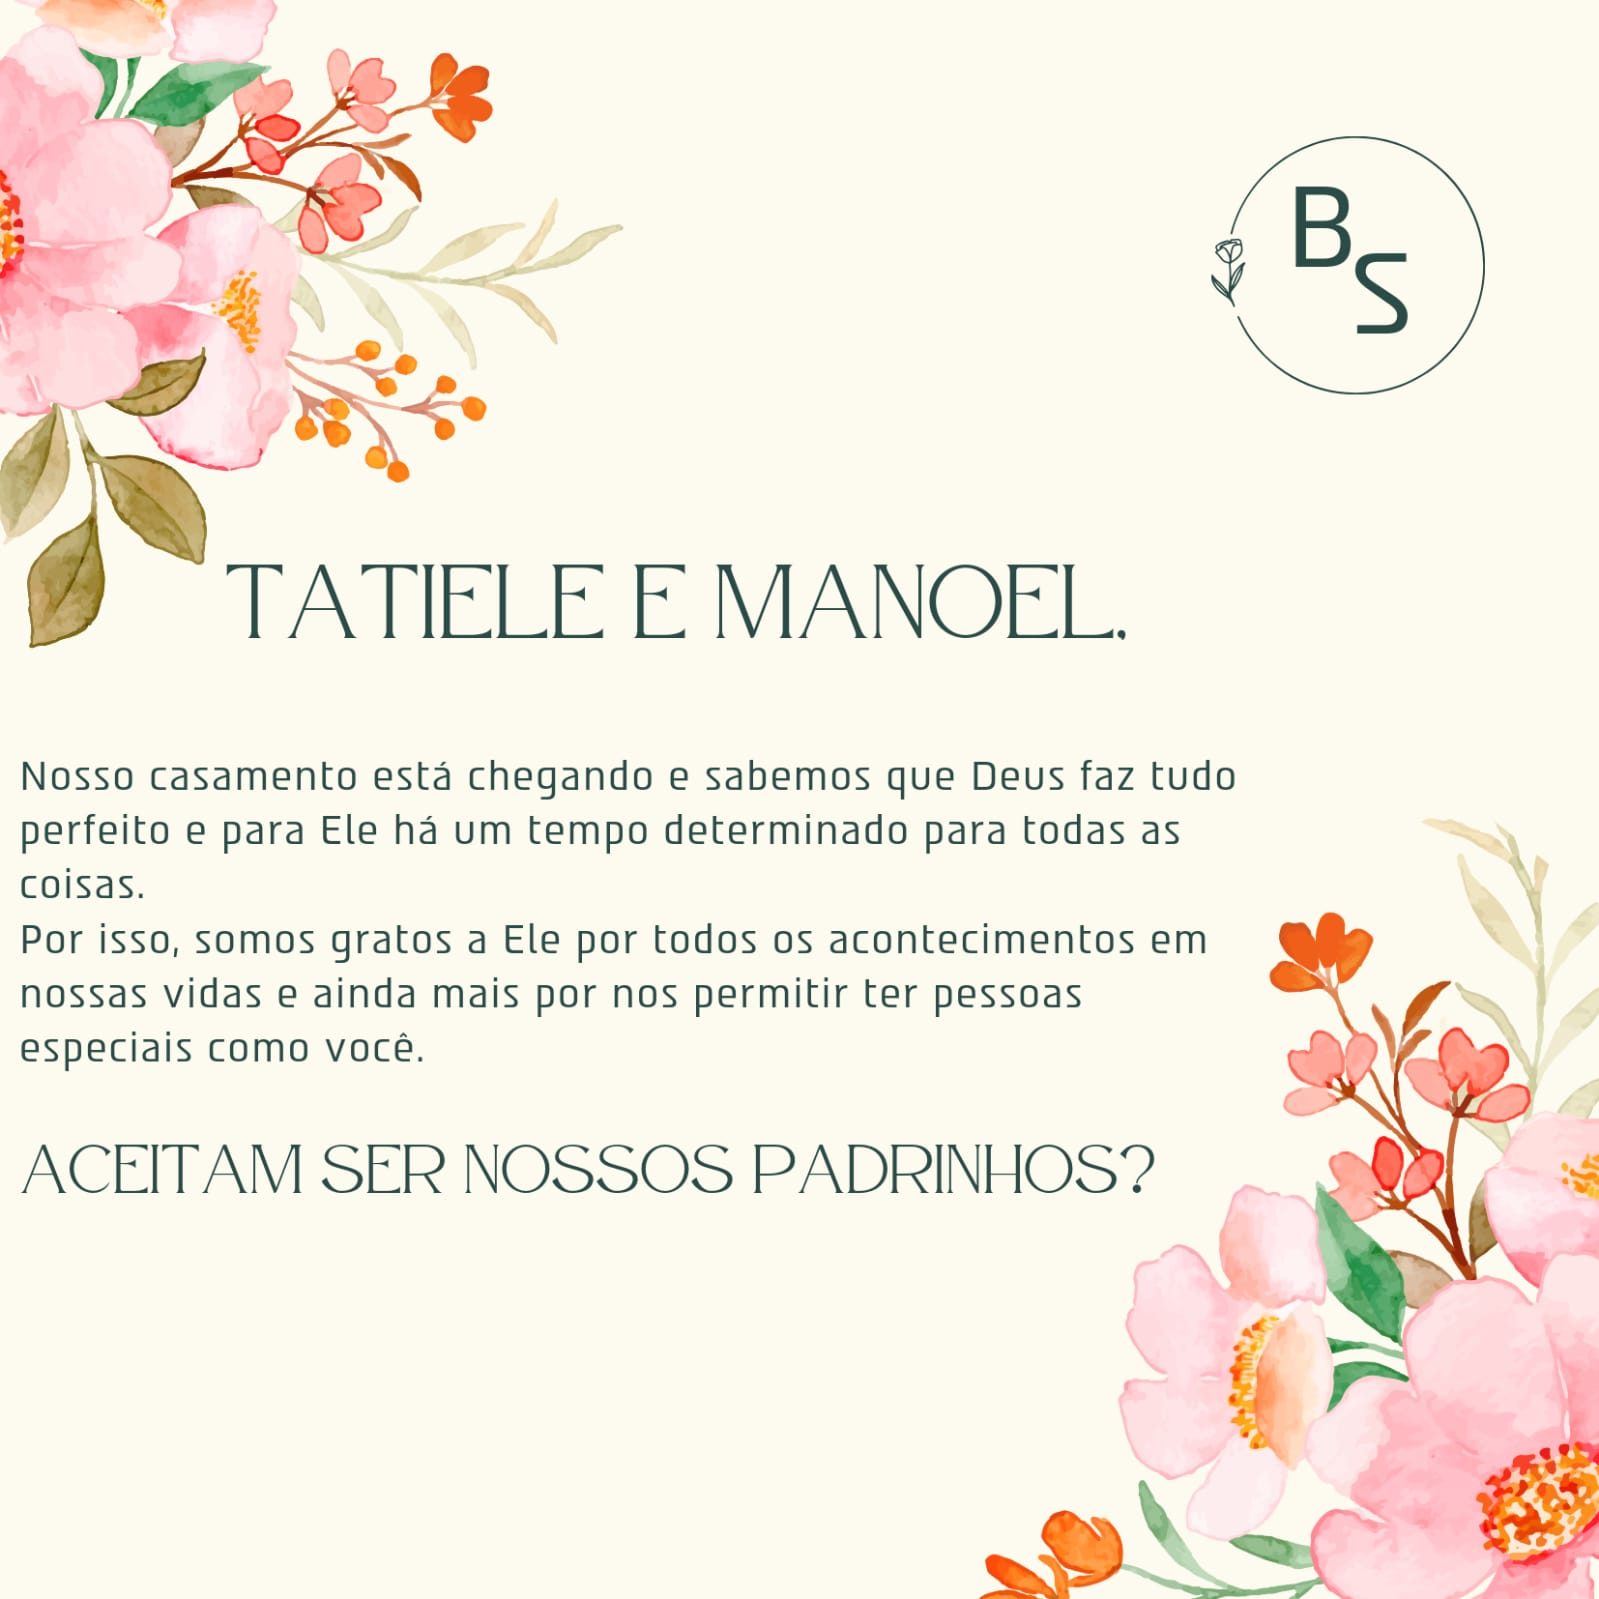 B
S
TATIELE E MANOEL,
Nosso casamento está chegando e sabemos que Deus faz tudo
perfeito e para Ele há um tempo determinado para todas as
coisas.
Por isso, somos gratos a Ele por todos os acontecimentos em
nossas vidas e ainda mais por nos permitir ter pessoas
especiais como você.
ACEITAM SER NOSSOS PADRINHOS?